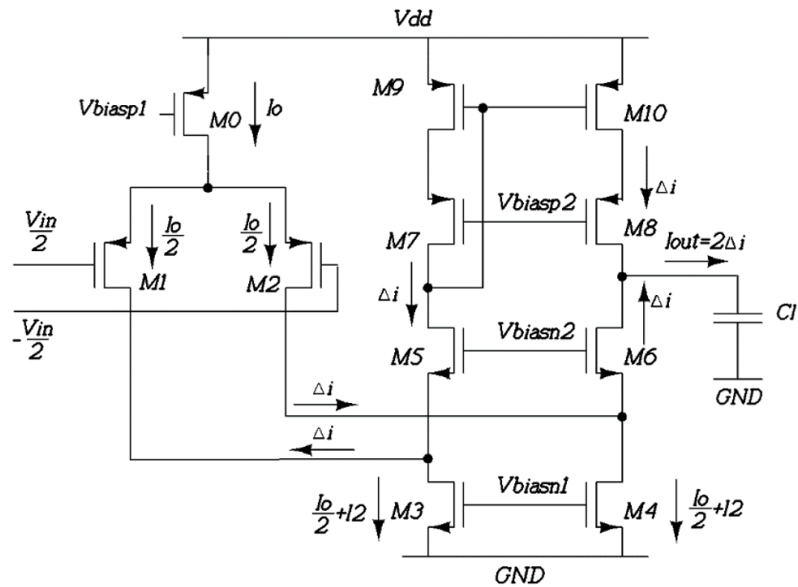 Vdd
M9
Vbiasp1
Io
M0
M10
Δi
Vin
2
Io
2
Io
2
Vbiasp2
M7
M8
Iout=2Δi
M1
M2
Δi
Δi
Cl
-Vin
2
Vbiasn2
M5
M6
GND
Δi
Δi
Vbiasn1
Io
2
+I2
M3
M4
Io
2
+I2
GND